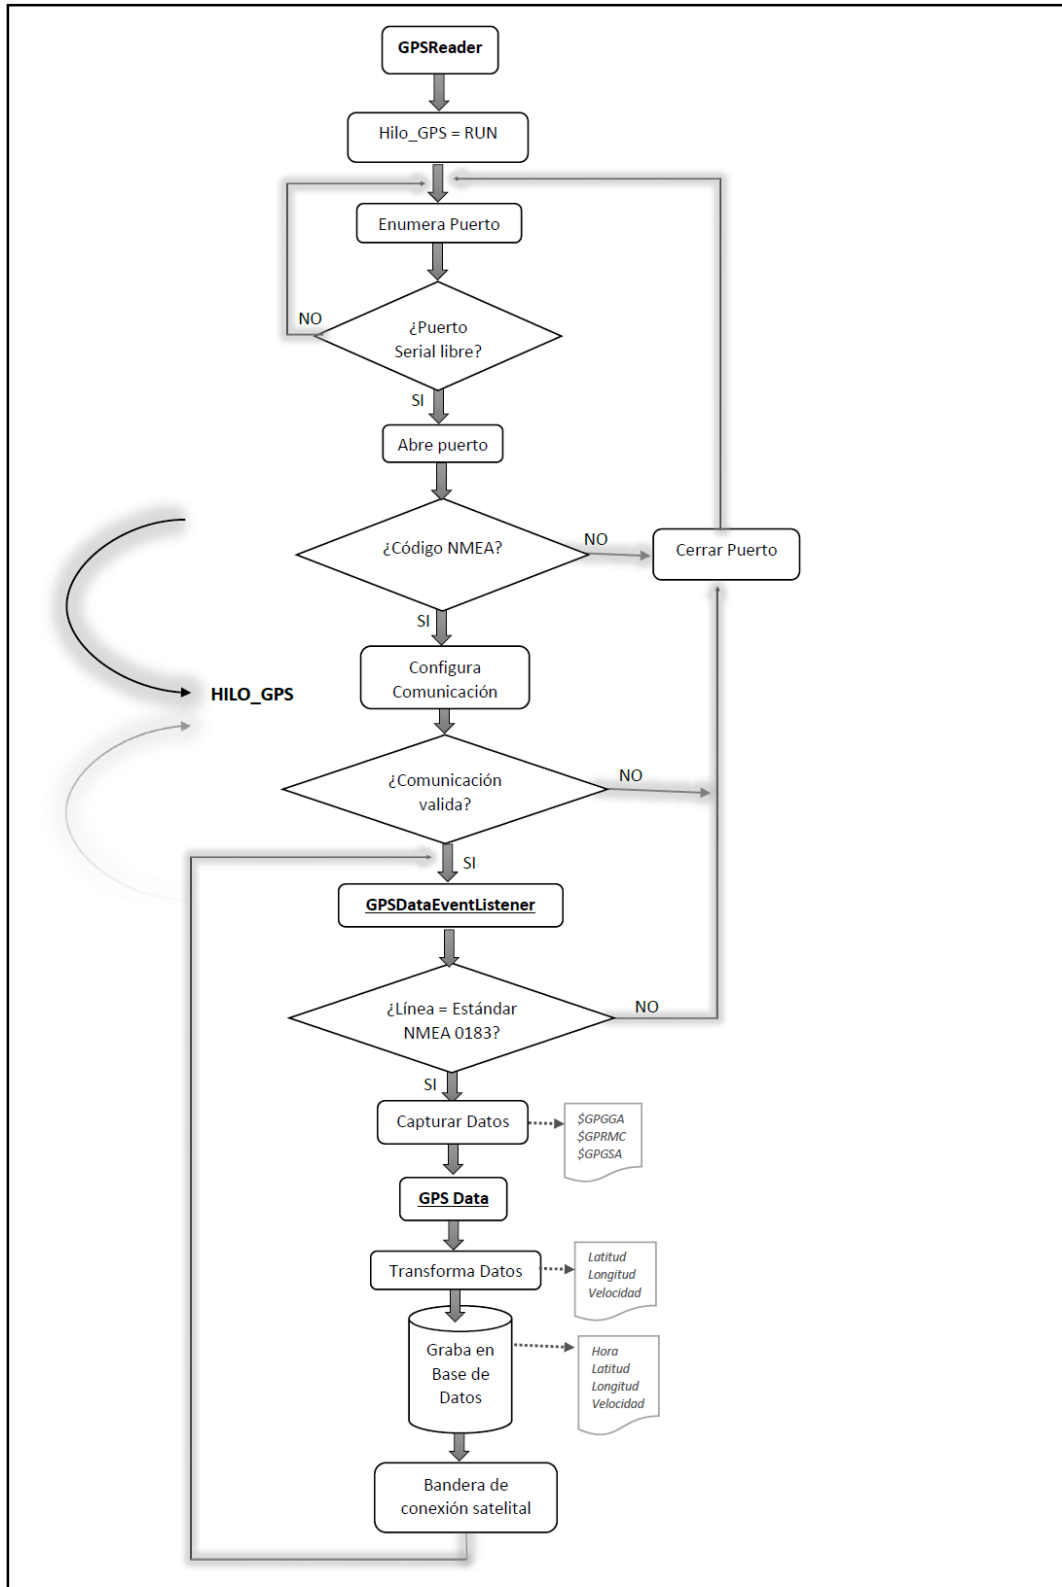 GPSReader
Hilo_GPS = RUN
Enumera Puerto
NO
¿Puerto
Serial libre?
SI
Abre puerto
¿Código NMEA?
NO
Cerrar Puerto
SI
Configura
Comunicación
HILO_GPS
¿Comunicación
valida?
NO
SI
GPSDataEventListener
¿Línea = Estándar
NMEA 0183?
NO
SI
Capturar Datos
$GPGGA
$GPRMC
$GPGSA
GPS Data
Transforma Datos
Latitud
Longitud
Velocidad
Graba en
Base de
Datos
Hora
Latitud
Longitud
Velocidad
Bandera de
conexión satelital